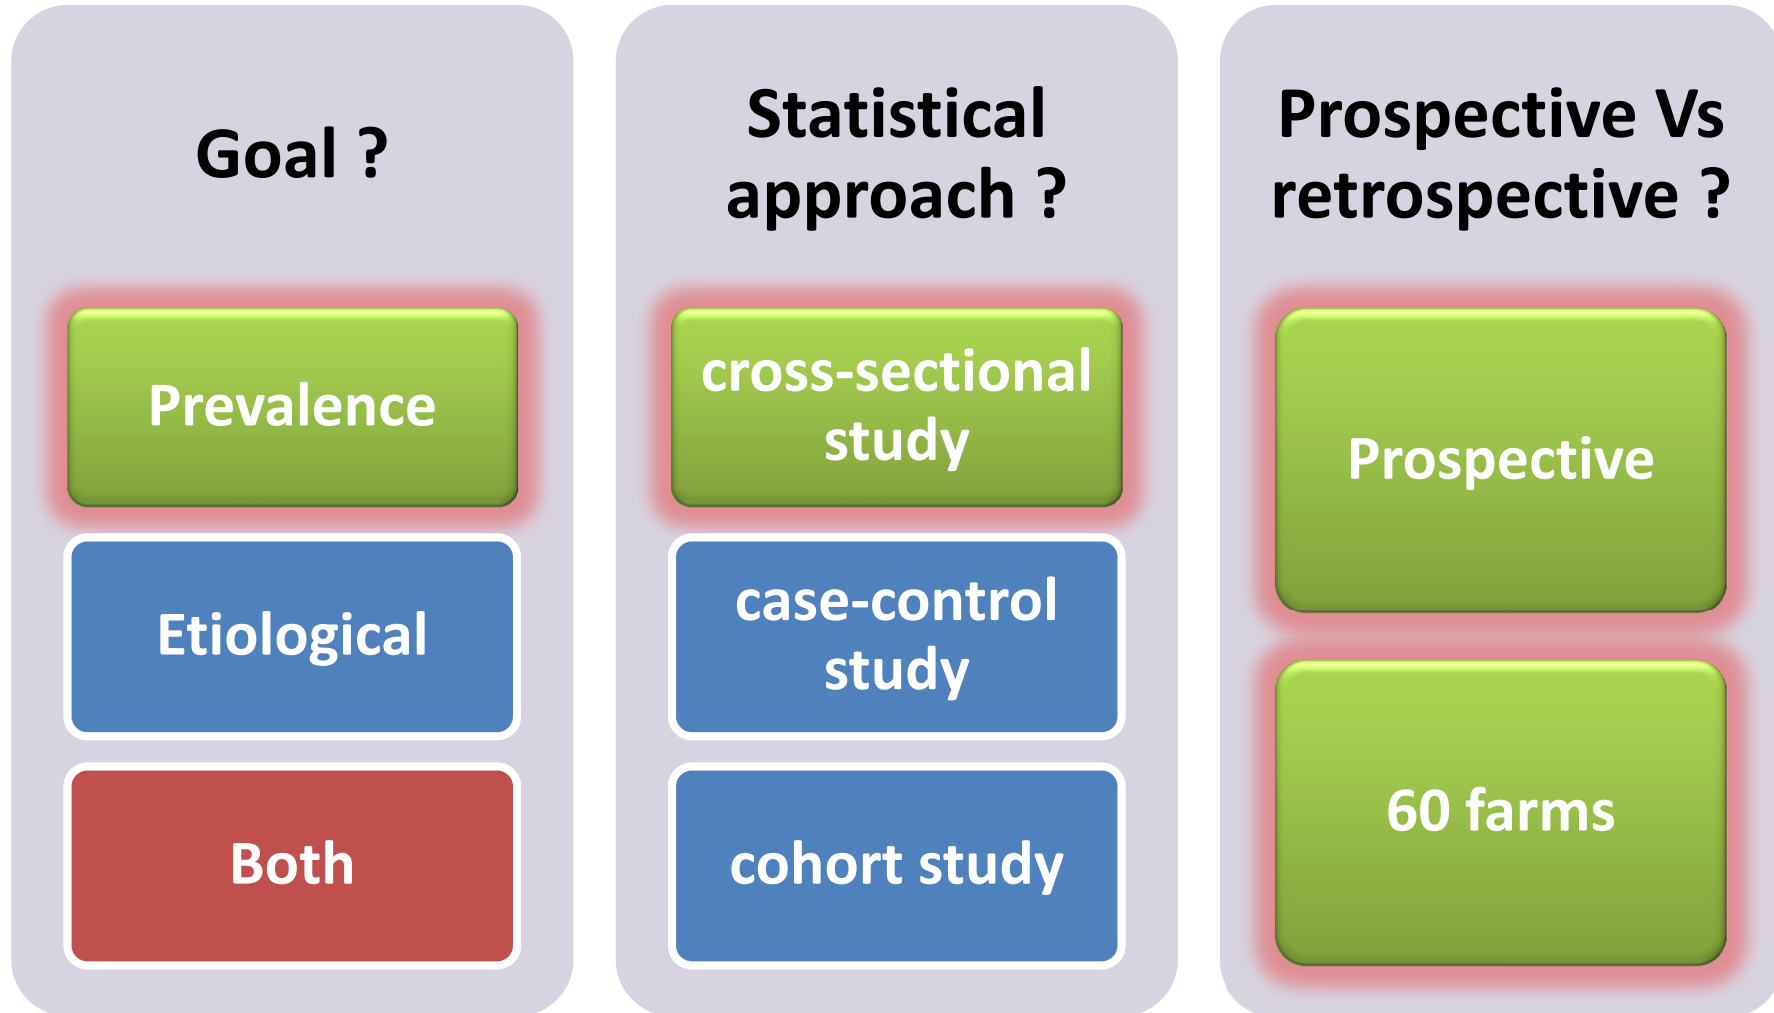 Goal ?
Prevalence
Etiological
Both
Statistical
approach ?
cross-sectional
study
case-control
study
cohort study
Prospective Vs
retrospective ?
Prospective
60 farms